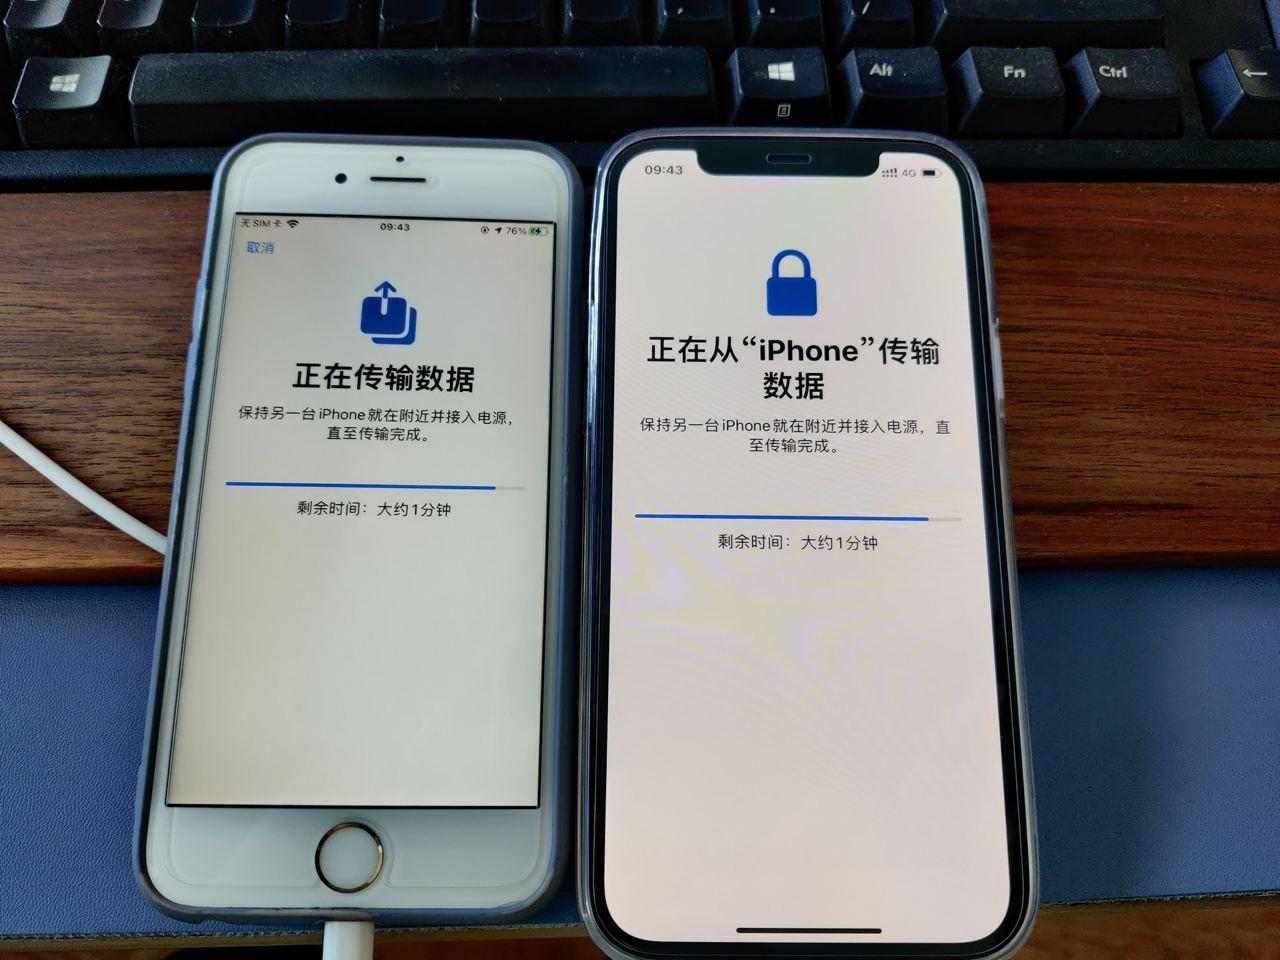 Alt
Fn
Ctrl
无SIM卡
09:43
76%
取消
正在传输数据
保持另一台iPhone就在附近并接入电源，
直至传输完成。
剩余时间：大约1分钟
09:43
4G
正在从“iPhone”传输
数据
保持另一台iPhone就在附近并接入电源，直
至传输完成。
剩余时间：大约1分钟